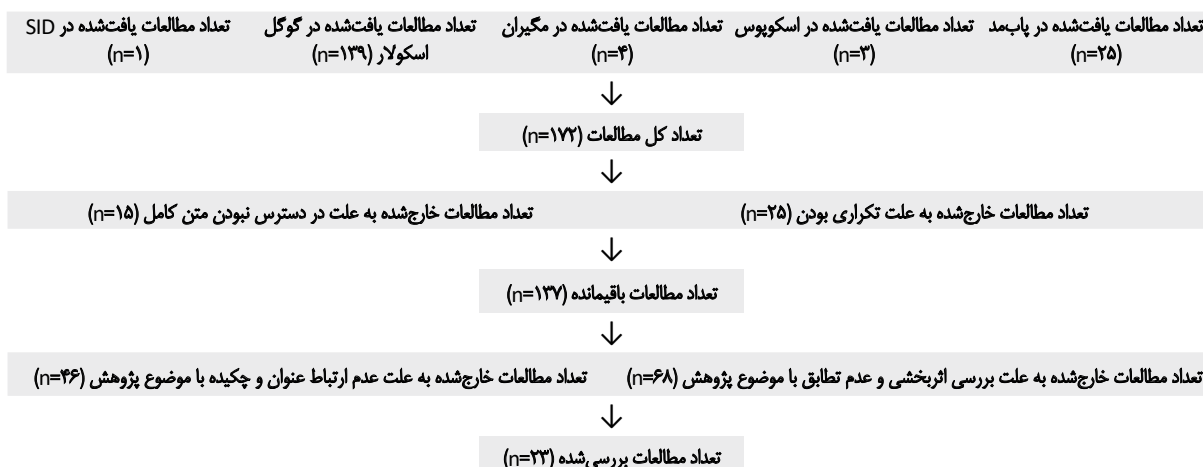 تعداد مطالعات یافت‌شده در پاب‌مد
(n=۲۵)
تعداد مطالعات یافت‌شده در اسکوپوس
(n=۳)
تعداد مطالعات یافت‌شده در مگیران
(n=۴)
تعداد مطالعات یافت‌شده در گوگل
اسکولار (n=۱۳۹)
تعداد مطالعات یافت‌شده در SID
(n=۱)
تعداد کل مطالعات (n=۱۷۲)
تعداد مطالعات خارج‌شده به علت تکراری بودن (n=۲۵)
تعداد مطالعات خارج‌شده به علت در دسترس نبودن متن کامل (n=۱۵)
تعداد مطالعات باقیمانده (n=۱۳۷)
تعداد مطالعات خارج‌شده به علت بررسی اثربخشی و عدم تطابق با موضوع پژوهش (n=۶۸)
تعداد مطالعات خارج‌شده به علت عدم ارتباط عنوان و چکیده با موضوع پژوهش (n=۴۶)
تعداد مطالعات بررسی‌شده (n=۲۳)